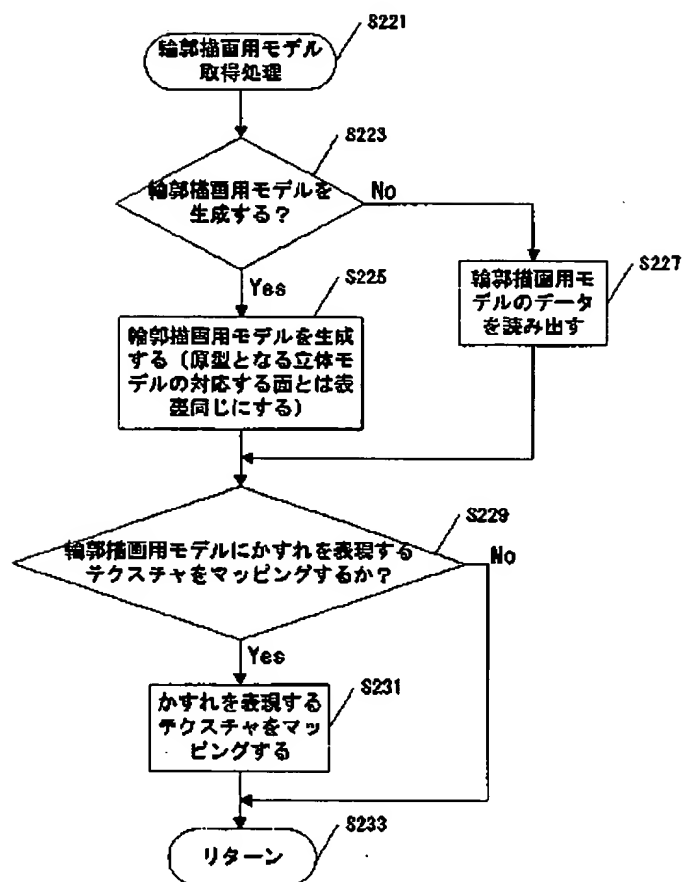 S221
輪郭描画用モデル
取得処理
S223
輪郭描画用モデルを
生成する？
No
Yes
S225
輪郭描画用モデルを生成
する（原型となる立体モ
デルの対応する面とは表
裏同じにする）
S227
輪郭描画用モ
デルのデータ
を読み出す
S229
輪郭描画用モデルにかすれを表現する
テクスチャをマッピングするか？
No
Yes
S231
かすれを表現する
テクスチャをマッ
ピングする
S233
リターン